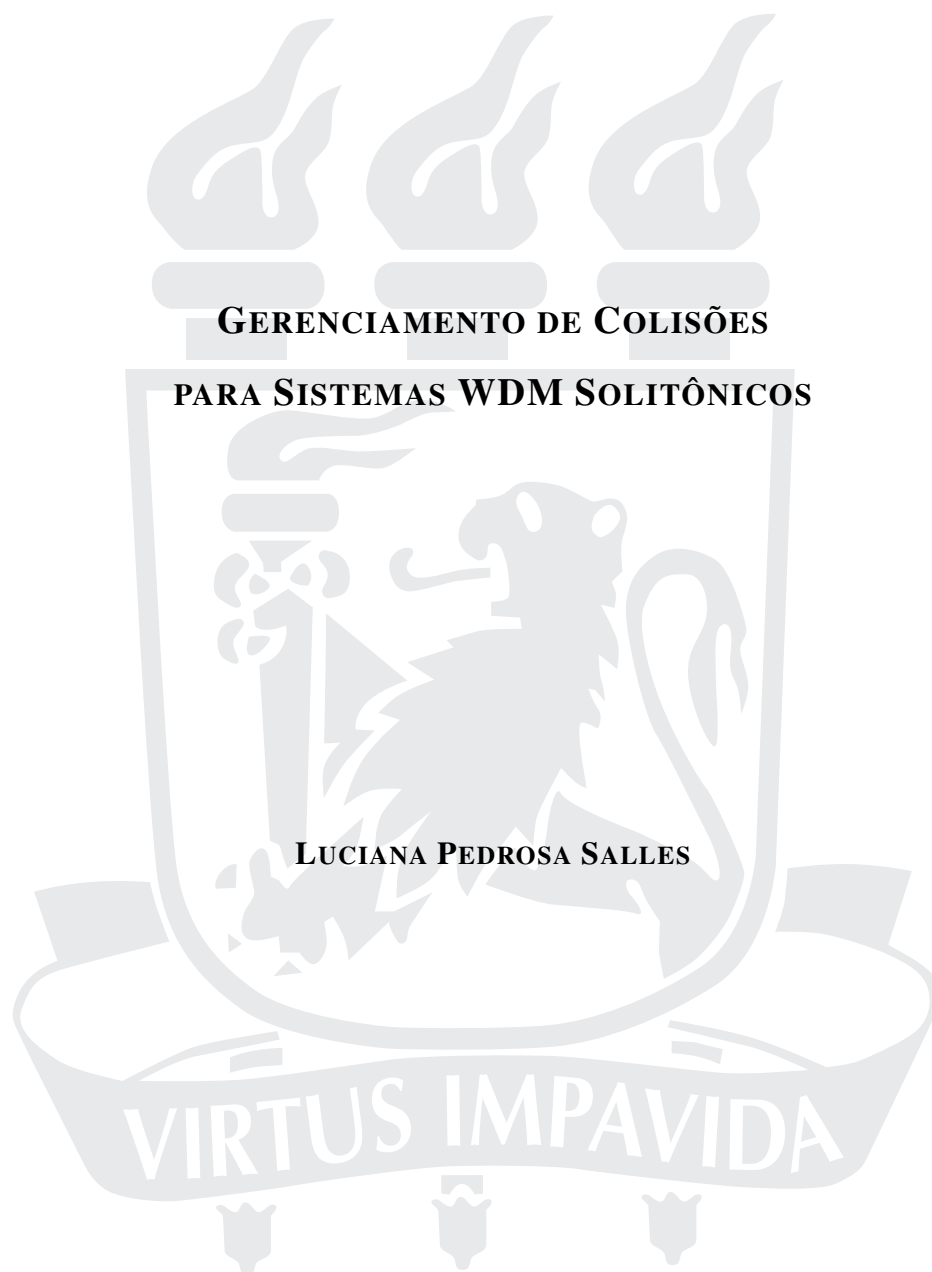 GERENCIAMENTO DE COLISÕES
PARA SISTEMAS WDM SOLITÔNICOS
LUCIANA PEDROSA SALLES
VIRTUS IMPAVIDA